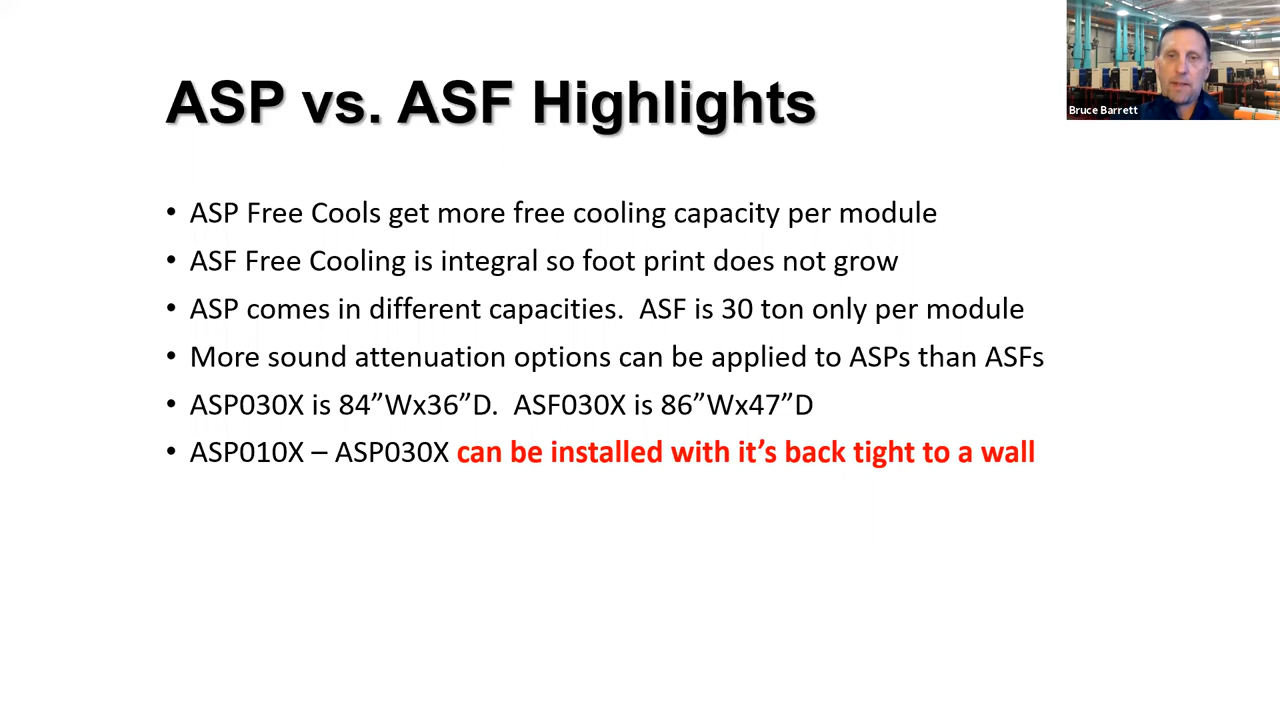 ASP vs. ASF Highlights
Bruce Barrett
• ASP Free Cools get more free cooling capacity per module
• ASF Free Cooling is integral so foot print does not grow
• ASP comes in different capacities.  ASF is 30 ton only per module
• More sound attenuation options can be applied to ASPs than ASFs
• ASP030X is 84”Wx36”D.  ASF030X is 86”Wx47”D
• ASP010X – ASP030X can be installed with it’s back tight to a wall